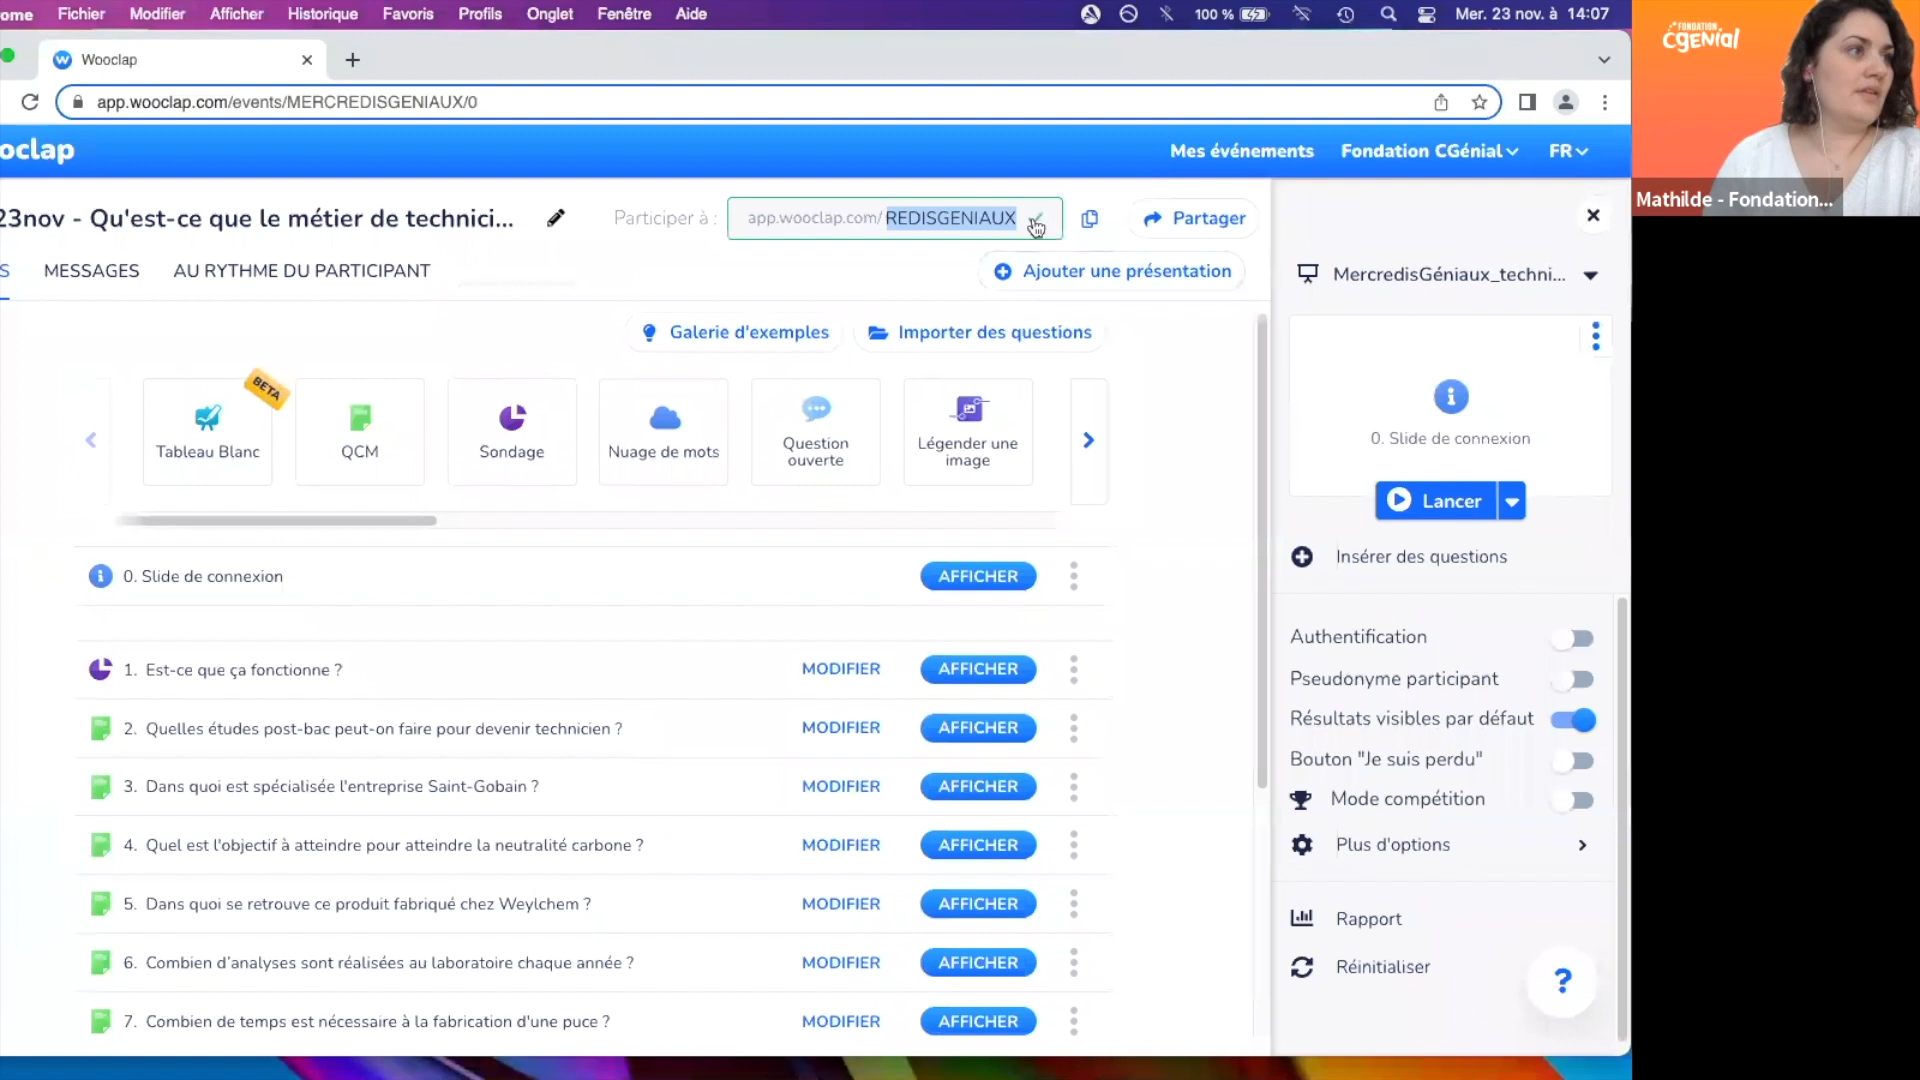 ome Fichier Modifier Afficher Historique Favoris Profils Onglet Fenêtre Aide 100 % Mer. 23 nov. à 14:07
Wooclap
app.wooclap.com/events/MERCREDISGENIAUX/0
oclap Mes événements Fondation CGénial FR
23nov - Qu'est-ce que le métier de technici... Participer à : app.wooclap.com/ REDISGENIAUX Partager
S MESSAGES AU RYTHME DU PARTICIPANT Ajouter une présentation
Galerie d'exemples Importer des questions
BETA
Tableau Blanc QCM Sondage Nuage de mots Question ouverte Légender une image
0. Slide de connexion AFFICHER
1. Est-ce que ça fonctionne ? MODIFIER AFFICHER
2. Quelles études post-bac peut-on faire pour devenir technicien ? MODIFIER AFFICHER
3. Dans quoi est spécialisée l'entreprise Saint-Gobain ? MODIFIER AFFICHER
4. Quel est l'objectif à atteindre pour atteindre la neutralité carbone ? MODIFIER AFFICHER
5. Dans quoi se retrouve ce produit fabriqué chez Weylchem ? MODIFIER AFFICHER
6. Combien d'analyses sont réalisées au laboratoire chaque année ? MODIFIER AFFICHER
7. Combien de temps est nécessaire à la fabrication d'une puce ? MODIFIER AFFICHER
MercredisGéniaux_techni...
0. Slide de connexion
Lancer
Insérer des questions
Authentification
Pseudonyme participant
Résultats visibles par défaut
Bouton "Je suis perdu"
Mode compétition
Plus d'options
Rapport
Réinitialiser
?
FONDATION
CGÉNIAL
Mathilde - Fondation...